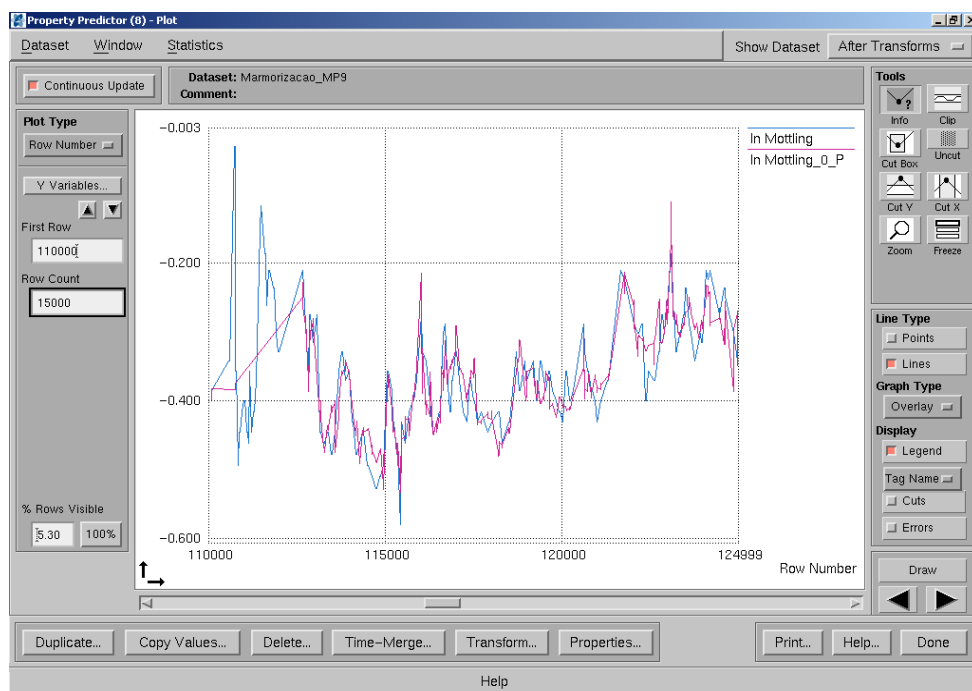 Property Predictor (8) - Plot
Dataset Window Statistics
Show Dataset After Transforms
Continuous Update
Dataset: Marmorizacao_MP9
Comment:
Plot Type
Row Number
Y Variables...
First Row
110000
Row Count
15000
% Rows Visible
5.30 100%
-0.003
-0.200
-0.400
-0.600
110000 115000 120000 124999
Row Number
ln Mottling
ln Mottling_0_P
Tools
Info Clip
Cut Box Uncut
Cut Y Cut X
Zoom Freeze
Line Type
Points
Lines
Graph Type
Overlay
Display
Legend
Tag Name
Cuts
Errors
Draw
Duplicate... Copy Values... Delete... Time-Merge... Transform... Properties... Print... Help... Done
Help